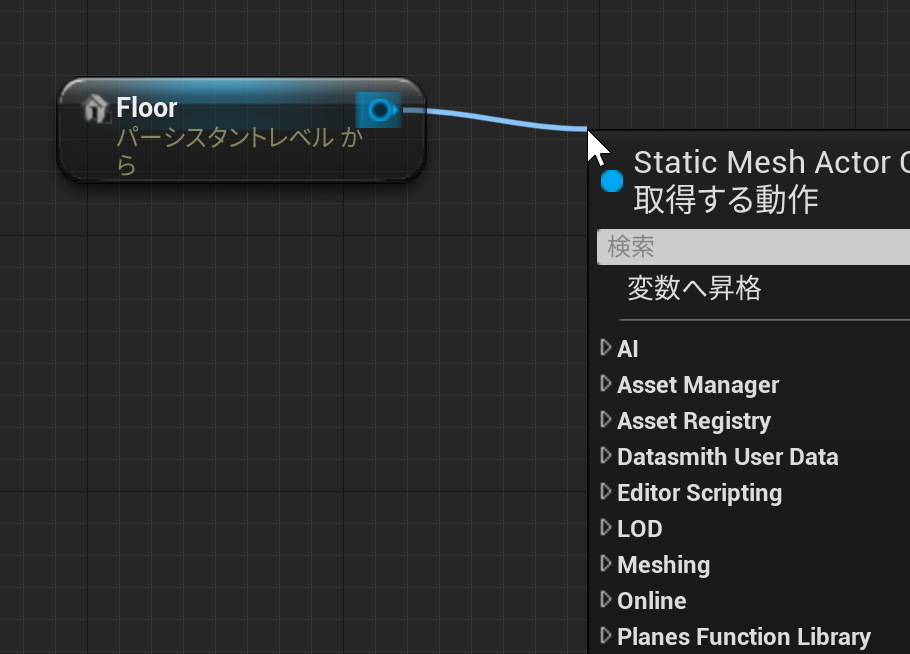 Floor
パーシスタントレベル か
ら
Static Mesh Actor
取得する動作
検索
変数へ昇格
AI
Asset Manager
Asset Registry
Datasmith User Data
Editor Scripting
LOD
Meshing
Online
Planes Function Library